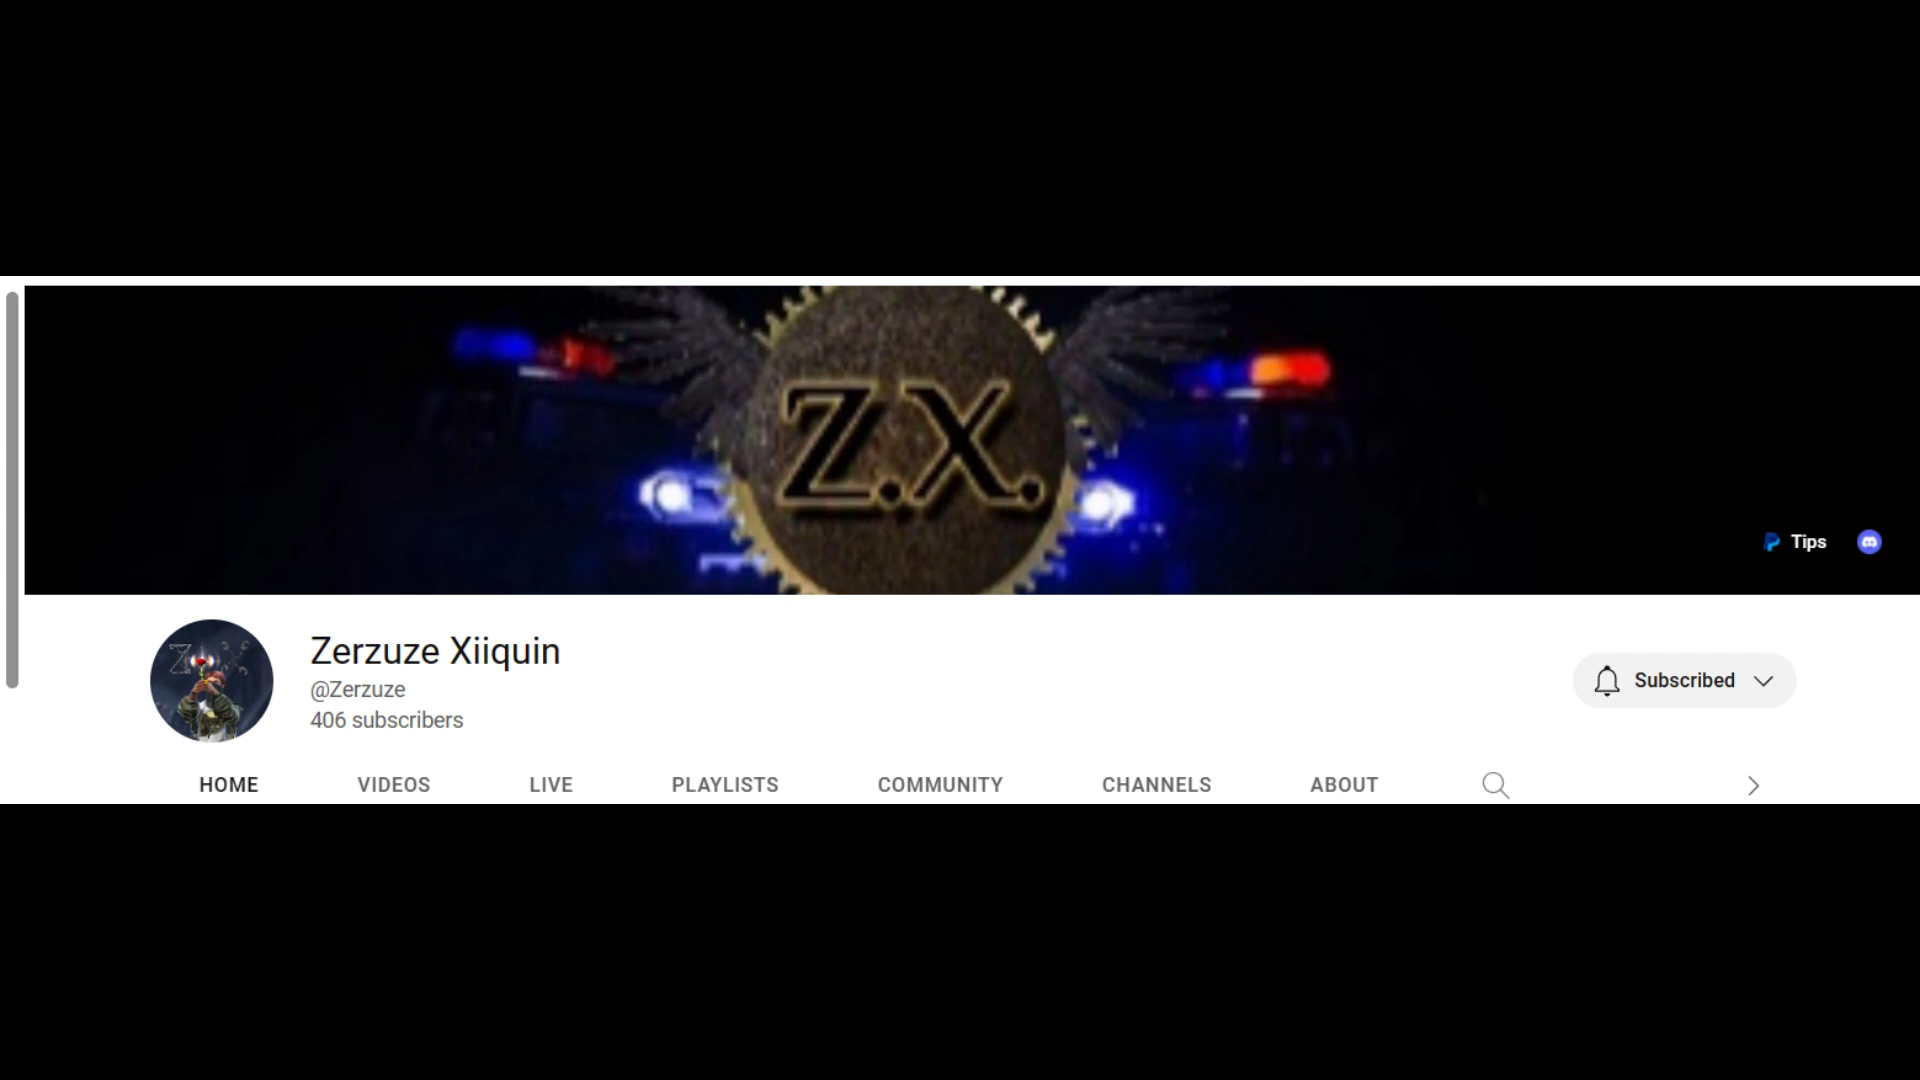 Z.X.
Tips
Zerzuze Xiiquin
@Zerzuze
406 subscribers
Subscribed
HOME VIDEOS LIVE PLAYLISTS COMMUNITY CHANNELS ABOUT